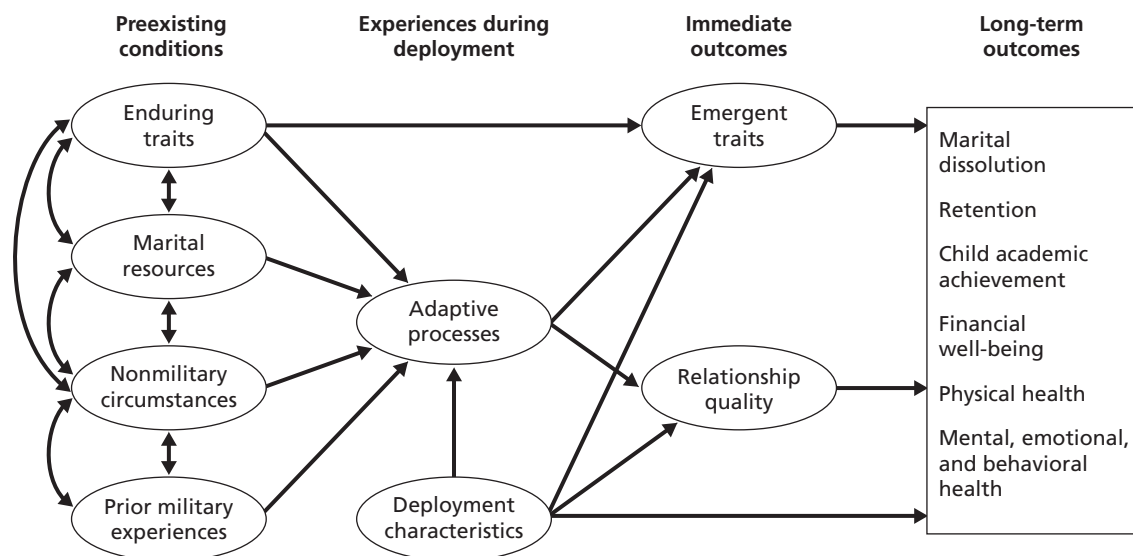 Preexisting
conditions
Experiences during
deployment
Immediate
outcomes
Long-term
outcomes
Enduring
traits
Marital
resources
Nonmilitary
circumstances
Prior military
experiences
Adaptive
processes
Deployment
characteristics
Emergent
traits
Relationship
quality
Marital
dissolution
Retention
Child academic
achievement
Financial
well-being
Physical health
Mental, emotional,
and behavioral
health